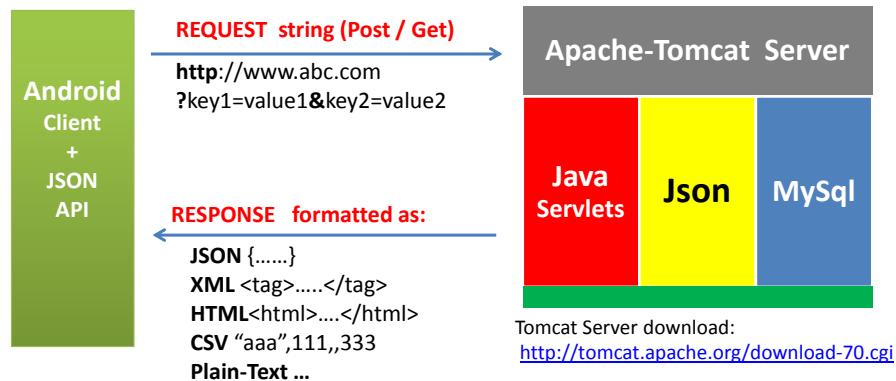 Android
Client
+
JSON
API
REQUEST string (Post / Get)
http://www.abc.com
?key1=value1&key2=value2
RESPONSE formatted as:
JSON {……}
XML <tag>…..</tag>
HTML<html>….</html>
CSV “aaa”,111,,333
Plain-Text …
Apache-Tomcat Server
Java
Servlets
Json
MySql
Tomcat Server download:
http://tomcat.apache.org/download-70.cgi